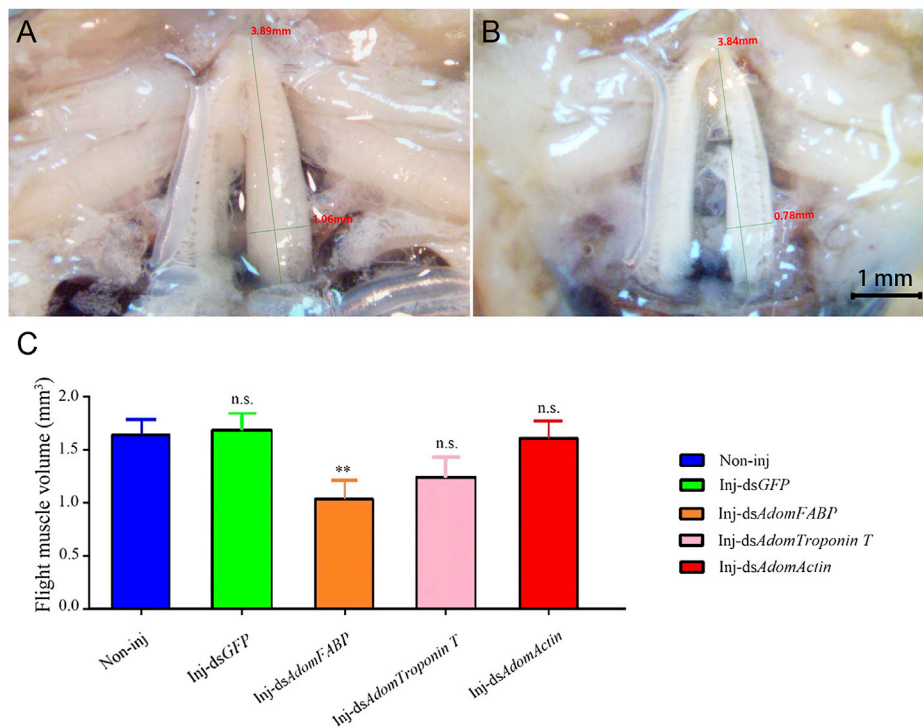 A
3.89mm
1.06mm
B
3.84mm
0.78mm
1 mm
C
Flight muscle volume (mm³)
2.0
1.5
1.0
0.5
0.0
n.s.
**
n.s.
n.s.
Non-inj
Inj-dsGFP
Inj-dsAdomFABP
Inj-dsAdomTroponin T
Inj-dsAdomActin
Non-inj
Inj-dsGFP
Inj-dsAdomFABP
Inj-dsAdomTroponin T
Inj-dsAdomActin